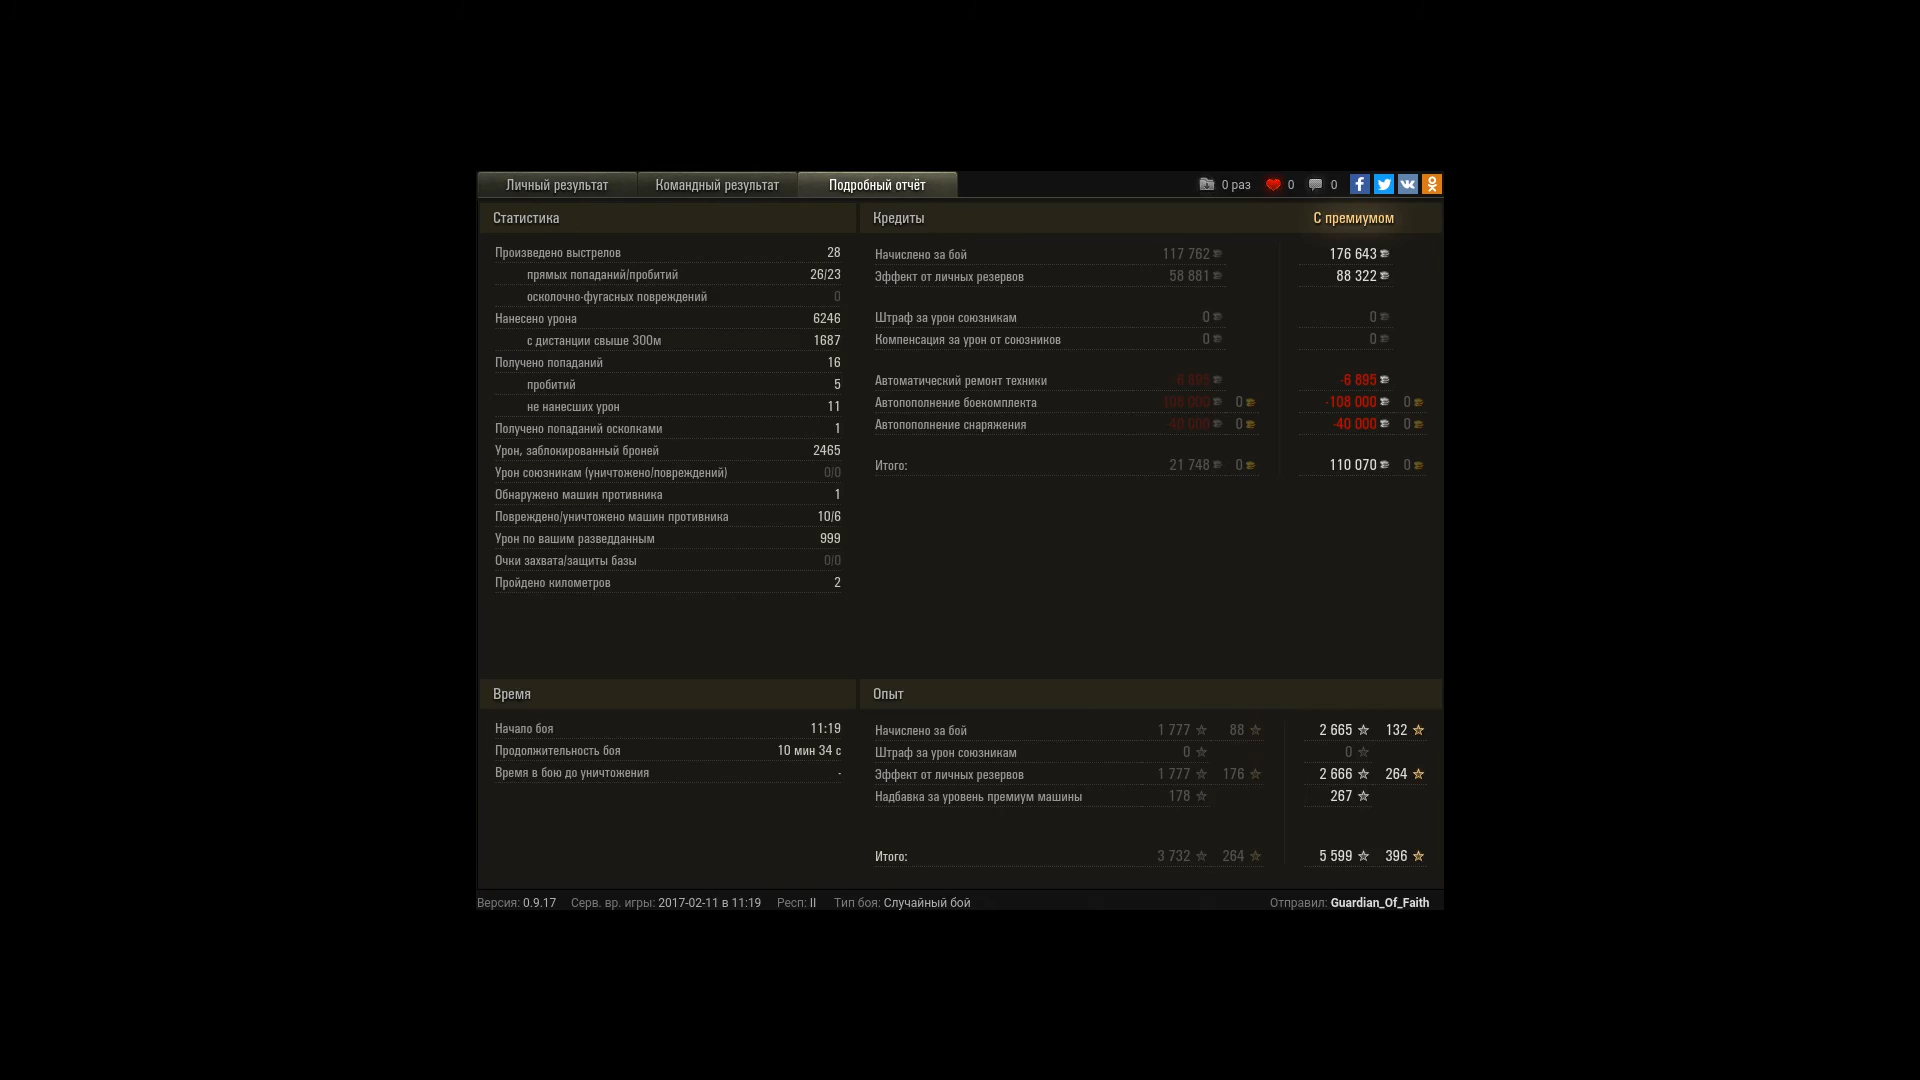 Личный результат Командный результат Подробный отчёт 0 раз 0 0
Статистика
Произведено выстрелов 28
прямых попаданий/пробитий 26/23
осколочно-фугасных повреждений 0
Нанесено урона 6246
с дистанции свыше 300м 1687
Получено попаданий 16
пробитий 5
не нанесших урон 11
Получено попаданий осколками 1
Урон, заблокированный броней 2465
Урон союзникам (уничтожено/повреждений) 0/0
Обнаружено машин противника 1
Повреждено/уничтожено машин противника 10/6
Урон по вашим разведданным 999
Очки захвата/защиты базы 0/0
Пройдено километров 2
Кредиты С премиумом
Начислено за бой 117 762 176 643
Эффект от личных резервов 58 881 88 322
Штраф за урон союзникам 0 0
Компенсация за урон от союзников 0 0
Автоматический ремонт техники -6 895 -6 895
Автопополнение боекомплекта -108 000 0 -108 000 0
Автопополнение снаряжения -40 000 0 -40 000 0
Итого: 21 748 0 110 070 0
Время
Начало боя 11:19
Продолжительность боя 10 мин 34 с
Время в бою до уничтожения -
Опыт
Начислено за бой 1 777 88 2 665 132
Штраф за урон союзникам 0 0
Эффект от личных резервов 1 777 176 2 666 264
Надбавка за уровень премиум машины 178 267
Итого: 3 732 264 5 599 396
Версия: 0.9.17 Серв. вр. игры: 2017-02-11 в 11:19 Респ: II Тип боя: Случайный бой Отправил: Guardian_Of_Faith